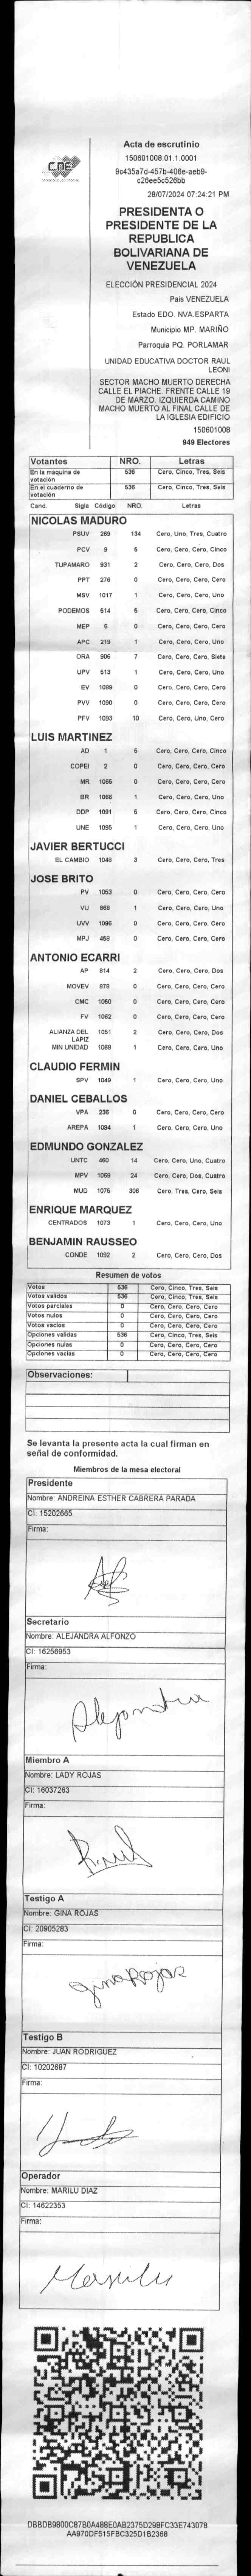 CNE
Acta de escrutinio
150601008.01.1.0001
9c435a7d-457b-406e-aeb9-
c26ee5c526bb
28/07/2024 07:24:21 PM
PRESIDENTA O
PRESIDENTE DE LA
REPUBLICA
BOLIVARIANA DE
VENEZUELA
ELECCIÓN PRESIDENCIAL 2024
Pais VENEZUELA
Estado EDO. NVA.ESPARTA
Municipio MP. MARIÑO
Parroquia PQ. PORLAMAR
UNIDAD EDUCATIVA DOCTOR RAUL
LEONI
SECTOR MACHO MUERTO DERECHA
CALLE EL PIACHE. FRENTE CALLE 19
DE MARZO. IZQUIERDA CAMINO
MACHO MUERTO AL FINAL CALLE DE
LA IGLESIA EDIFICIO
150601008
949 Electores
Votantes NRO. Letras
En la máquina de votación 536 Cero, Cinco, Tres, Seis
En el cuaderno de votación 536 Cero, Cinco, Tres, Seis
Cand. Sigla Código NRO. Letras
NICOLAS MADURO
PSUV 269 134 Cero, Uno, Tres, Cuatro
PCV 9 5 Cero, Cero, Cero, Cinco
TUPAMARO 931 2 Cero, Cero, Cero, Dos
PPT 276 0 Cero, Cero, Cero, Cero
MSV 1017 1 Cero, Cero, Cero, Uno
PODEMOS 514 5 Cero, Cero, Cero, Cinco
MEP 6 0 Cero, Cero, Cero, Cero
APC 219 1 Cero, Cero, Cero, Uno
ORA 906 7 Cero, Cero, Cero, Siete
UPV 513 1 Cero, Cero, Cero, Uno
EV 1089 0 Cero, Cero, Cero, Cero
PVV 1090 0 Cero, Cero, Cero, Cero
PFV 1093 10 Cero, Cero, Uno, Cero
LUIS MARTINEZ
AD 1 5 Cero, Cero, Cero, Cinco
COPEI 2 0 Cero, Cero, Cero, Cero
MR 1065 0 Cero, Cero, Cero, Cero
BR 1066 1 Cero, Cero, Cero, Uno
DDP 1091 5 Cero, Cero, Cero, Cinco
UNE 1095 1 Cero, Cero, Cero, Uno
JAVIER BERTUCCI
EL CAMBIO 1048 3 Cero, Cero, Cero, Tres
JOSE BRITO
PV 1053 0 Cero, Cero, Cero, Cero
VU 868 1 Cero, Cero, Cero, Uno
UVV 1096 0 Cero, Cero, Cero, Cero
MPJ 458 0 Cero, Cero, Cero, Cero
ANTONIO ECARRI
AP 814 2 Cero, Cero, Cero, Dos
MOVEV 878 0 Cero, Cero, Cero, Cero
CMC 1050 0 Cero, Cero, Cero, Cero
FV 1062 0 Cero, Cero, Cero, Cero
ALIANZA DEL LAPIZ 1051 2 Cero, Cero, Cero, Dos
MIN UNIDAD 1068 1 Cero, Cero, Cero, Uno
CLAUDIO FERMIN
SPV 1049 1 Cero, Cero, Cero, Uno
DANIEL CEBALLOS
VPA 236 0 Cero, Cero, Cero, Cero
AREPA 1094 1 Cero, Cero, Cero, Uno
EDMUNDO GONZALEZ
UNTC 460 14 Cero, Cero, Uno, Cuatro
MPV 1069 24 Cero, Cero, Dos, Cuatro
MUD 1075 306 Cero, Tres, Cero, Seis
ENRIQUE MARQUEZ
CENTRADOS 1073 1 Cero, Cero, Cero, Uno
BENJAMIN RAUSSEO
CONDE 1092 2 Cero, Cero, Cero, Dos
Resumen de votos
Votos 536 Cero, Cinco, Tres, Seis
Votos validos 536 Cero, Cinco, Tres, Seis
Votos parciales 0 Cero, Cero, Cero, Cero
Votos nulos 0 Cero, Cero, Cero, Cero
Votos vacios 0 Cero, Cero, Cero, Cero
Opciones validas 536 Cero, Cinco, Tres, Seis
Opciones nulas 0 Cero, Cero, Cero, Cero
Opciones vacias 0 Cero, Cero, Cero, Cero
Observaciones:
Se levanta la presente acta la cual firman en
señal de conformidad.
Miembros de la mesa electoral
Presidente
Nombre: ANDREINA ESTHER CABRERA PARADA
CI: 15202665
Firma:
Secretario
Nombre: ALEJANDRA ALFONZO
CI: 16256953
Firma:
Alejandra
Miembro A
Nombre: LADY ROJAS
CI: 16037263
Firma:
Testigo A
Nombre: GINA ROJAS
CI: 20905283
Firma:
Gina Rojas
Testigo B
Nombre: JUAN RODRIGUEZ
CI: 10202687
Firma:
Operador
Nombre: MARILU DIAZ
CI: 14622353
Firma:
Marilu
DBBDB9800C87B0A488E0AB2375D298FC33E743078
AA970DF515FBC325D1B2368